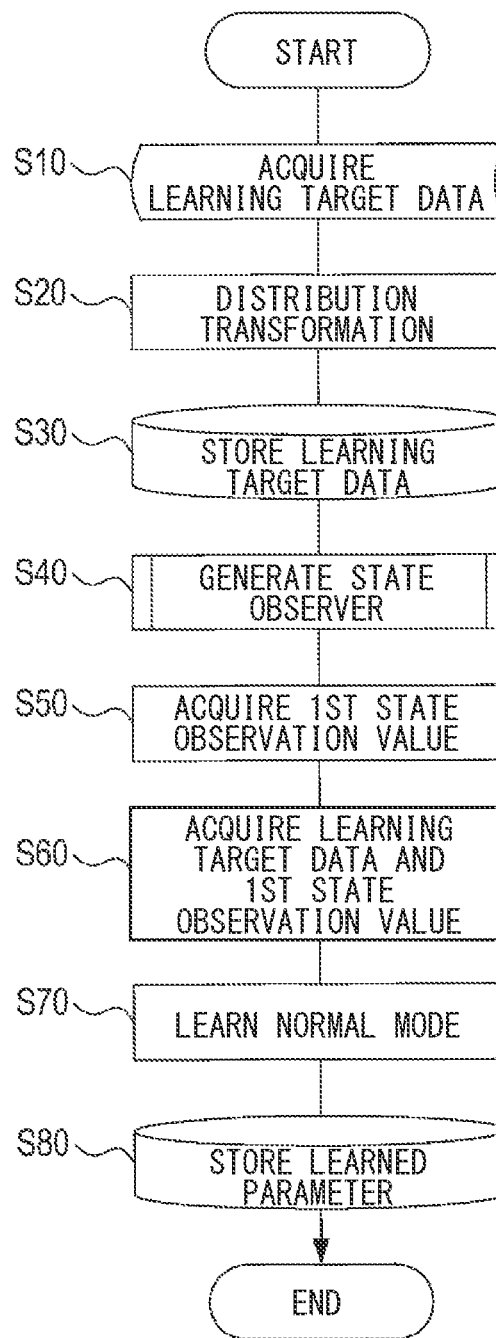 START
S10
ACQUIRE
LEARNING TARGET DATA
S20
DISTRIBUTION
TRANSFORMATION
S30
STORE LEARNING
TARGET DATA
S40
GENERATE STATE
OBSERVER
S50
ACQUIRE 1ST STATE
OBSERVATION VALUE
S60
ACQUIRE LEARNING
TARGET DATA AND
1ST STATE
OBSERVATION VALUE
S70
LEARN NORMAL MODE
S80
STORE LEARNED
PARAMETER
END